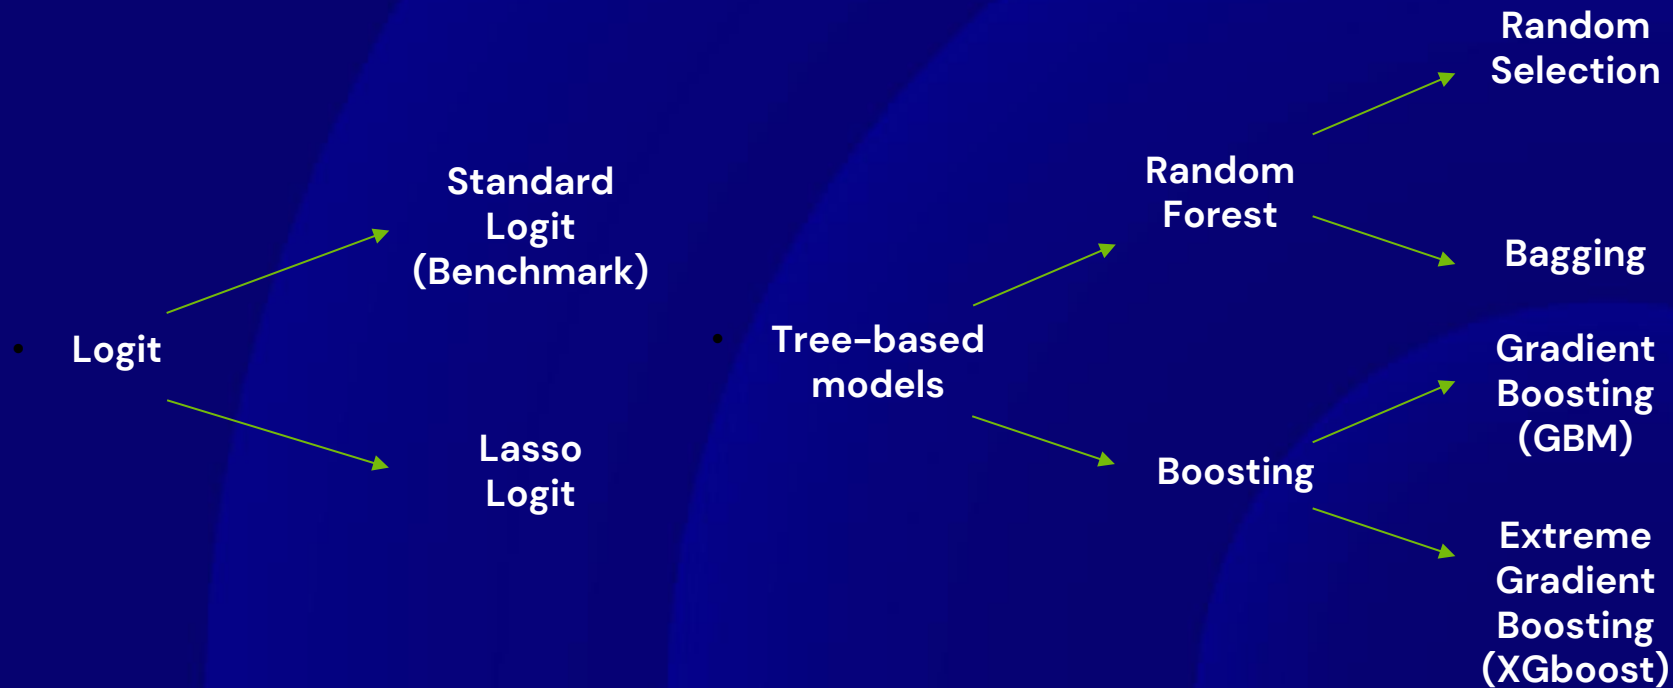 Logit
Standard
Logit
(Benchmark)
Lasso
Logit
Tree-based
models
Random
Forest
Random
Selection
Bagging
Boosting
Gradient
Boosting
(GBM)
Extreme
Gradient
Boosting
(XGboost)